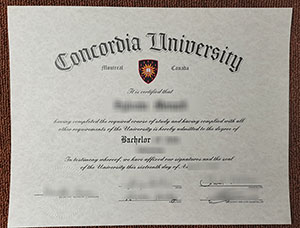 Concordia University
Montreal Canada
It is certified that
having completed the required course of study and having complied with all
other requirements of the University is hereby admitted to the degree of
Bachelor
In testimony whereof, we have affixed our signatures and the seal
of the University this sixteenth day of